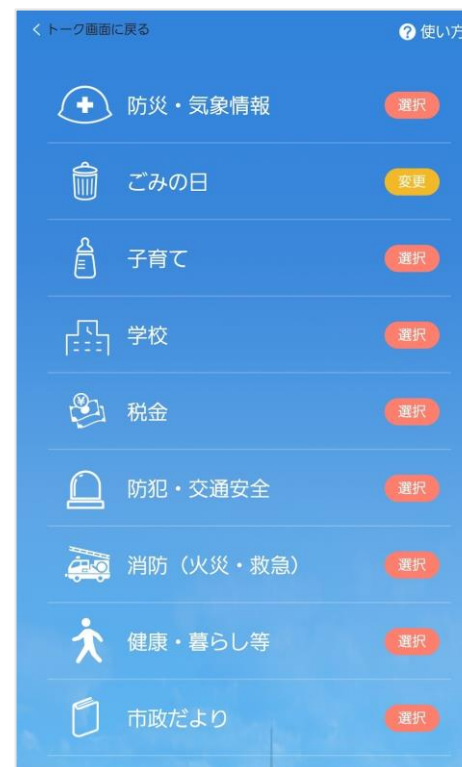 < トーク画面に戻る ? 使い方
防災・気象情報 選択
ごみの日 変更
子育て 選択
学校 選択
税金 選択
防犯・交通安全 選択
消防（火災・救急） 選択
健康・暮らし等 選択
市政だより 選択